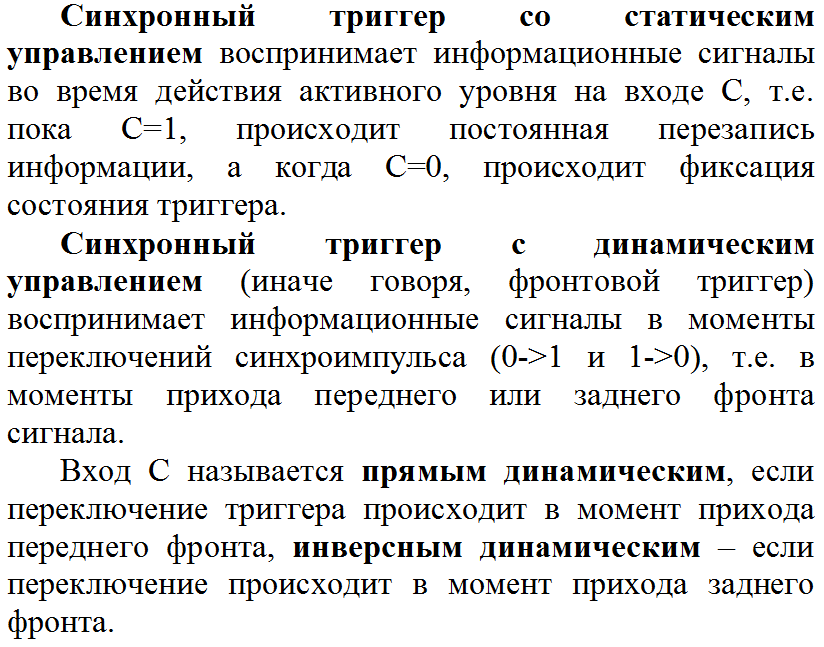 Синхронный триггер со статическим
управлением воспринимает информационные сигналы
во время действия активного уровня на входе С, т.е.
пока С=1, происходит постоянная перезапись
информации, а когда С=0, происходит фиксация
состояния триггера.
Синхронный триггер с динамическим
управлением (иначе говоря, фронтовой триггер)
воспринимает информационные сигналы в моменты
переключений синхроимпульса (0->1 и 1->0), т.е. в
моменты прихода переднего или заднего фронта
сигнала.
Вход С называется прямым динамическим, если
переключение триггера происходит в момент прихода
переднего фронта, инверсным динамическим – если
переключение происходит в момент прихода заднего
фронта.